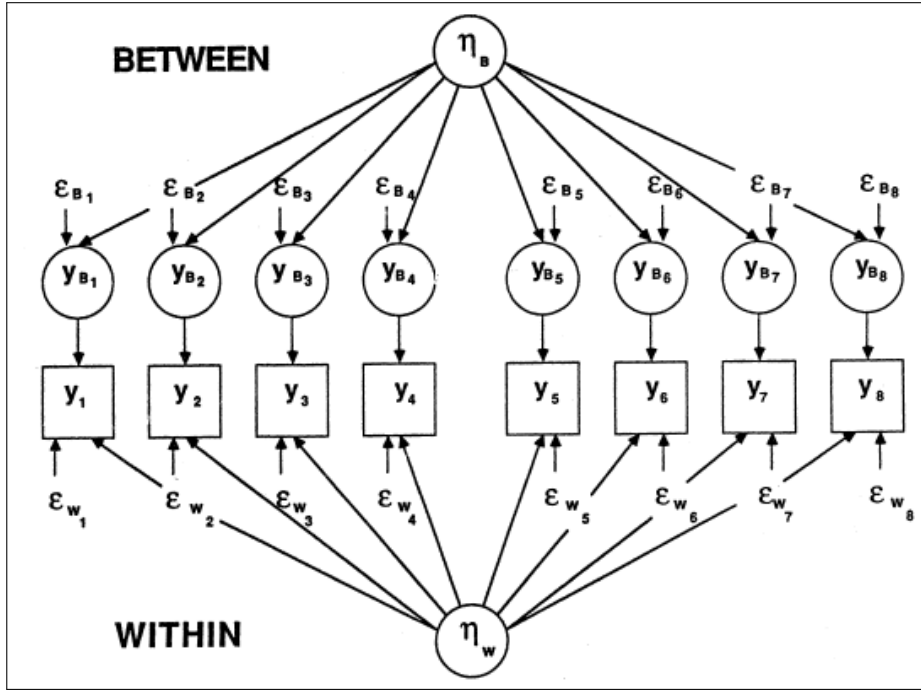 η_B
BETWEEN
ε_B₁ ε_B₂ ε_B₃ ε_B₄ ε_B₅ ε_B₆ ε_B₇ ε_B₈
y_B₁ y_B₂ y_B₃ y_B₄ y_B₅ y_B₆ y_B₇ y_B₈
y₁ y₂ y₃ y₄ y₅ y₆ y₇ y₈
ε_w₁ ε_w₂ ε_w₃ ε_w₄ ε_w₅ ε_w₆ ε_w₇ ε_w₈
WITHIN
η_w